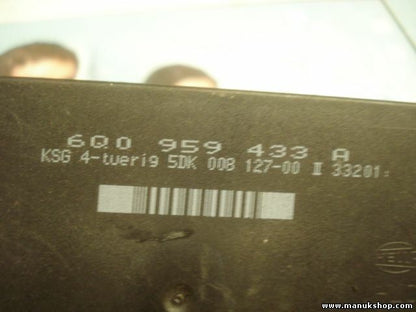 6Q0 959 433 A
KSG 4-tuerig 5DK 008 127-00 II 33201:
www.manukshop.com